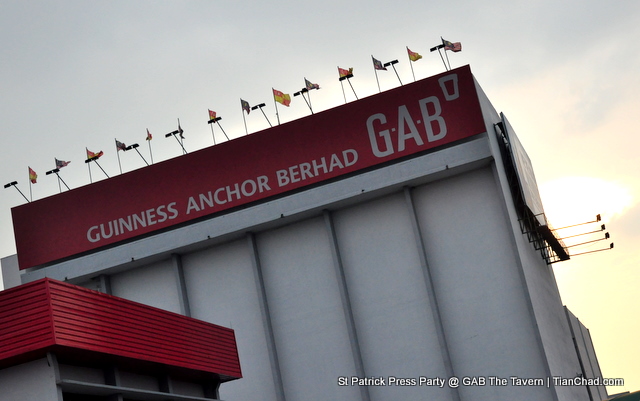 GUINNESS ANCHOR BERHAD G·A·B
St Patrick Press Party @ GAB The Tavern | TianChad.com